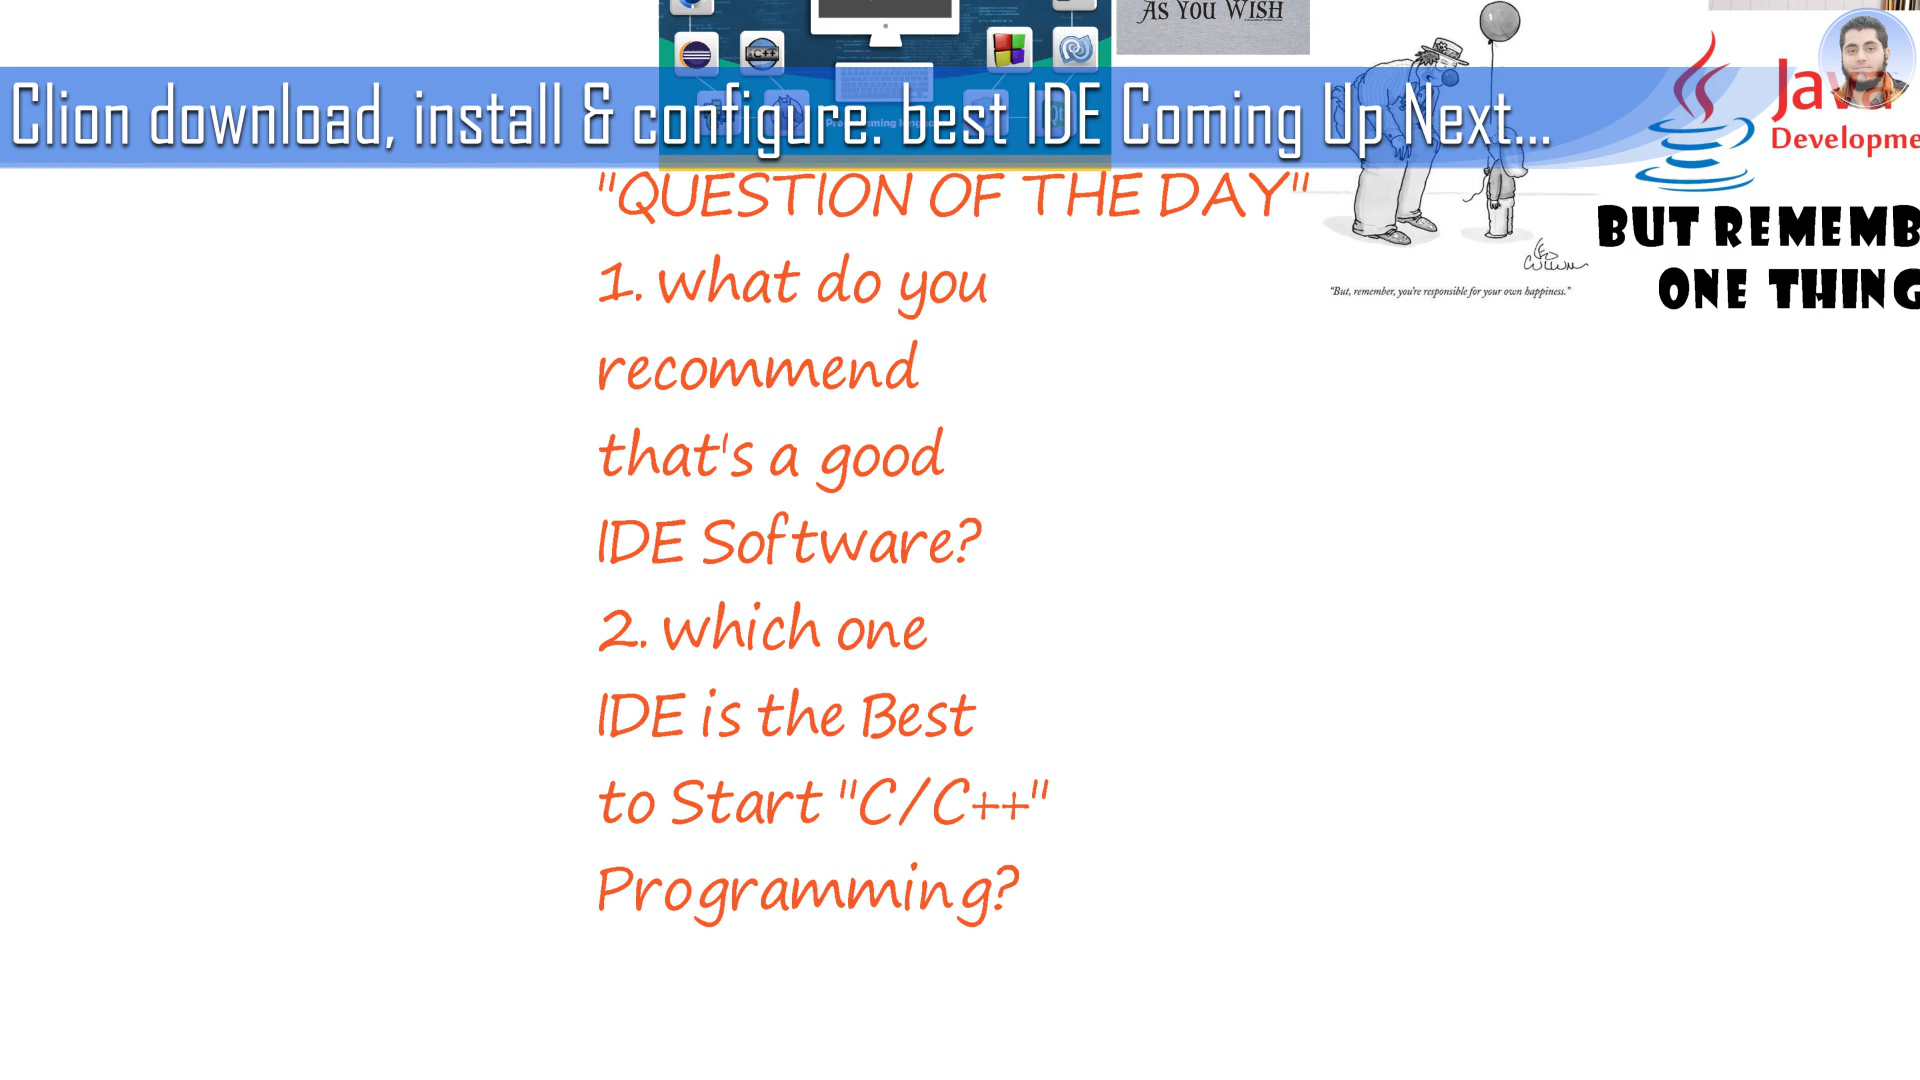 AS YOU WISH
C++
Clion download, install & configure. best IDE Coming Up Next...
Java
Developme
"QUESTION OF THE DAY"
1. what do you
recommend
that's a good
IDE Software?
2. which one
IDE is the Best
to Start "C/C++"
Programming?
"But, remember, you're responsible for your own happiness."
BUT REMEMB
ONE THING